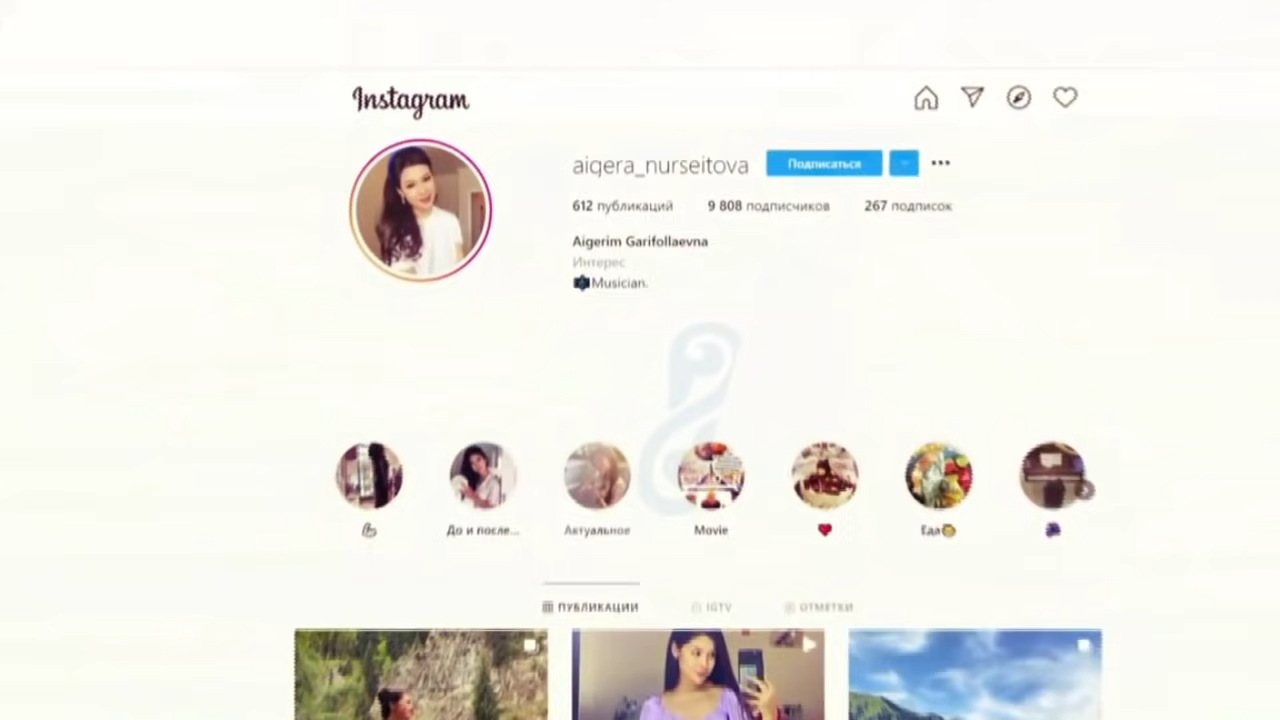 Instagram
aigera_nurseitova Подписаться
612 публикаций 9 808 подписчиков 267 подписок
Aigerim Garifollaevna
Интерес
Musician.
До и после... Актуальное Movie Еда
ПУБЛИКАЦИИ IGTV ОТМЕТКИ